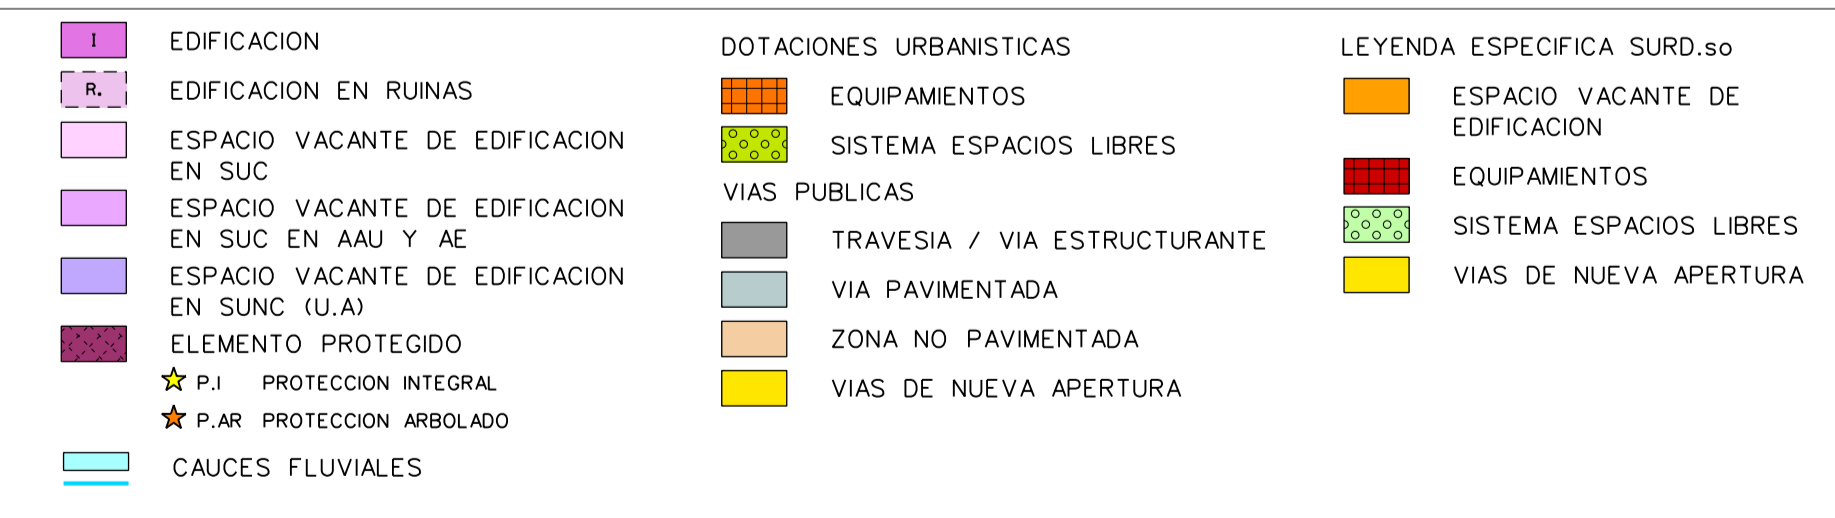 I EDIFICACION
R. EDIFICACION EN RUINAS
ESPACIO VACANTE DE EDIFICACION
EN SUC
ESPACIO VACANTE DE EDIFICACION
EN SUC EN AAU Y AE
ESPACIO VACANTE DE EDIFICACION
EN SUNC (U.A)
ELEMENTO PROTEGIDO
P.I PROTECCION INTEGRAL
P.AR PROTECCION ARBOLADO
CAUCES FLUVIALES
DOTACIONES URBANISTICAS
EQUIPAMIENTOS
SISTEMA ESPACIOS LIBRES
VIAS PUBLICAS
TRAVESIA / VIA ESTRUCTURANTE
VIA PAVIMENTADA
ZONA NO PAVIMENTADA
VIAS DE NUEVA APERTURA
LEYENDA ESPECIFICA SURD.so
ESPACIO VACANTE DE
EDIFICACION
EQUIPAMIENTOS
SISTEMA ESPACIOS LIBRES
VIAS DE NUEVA APERTURA